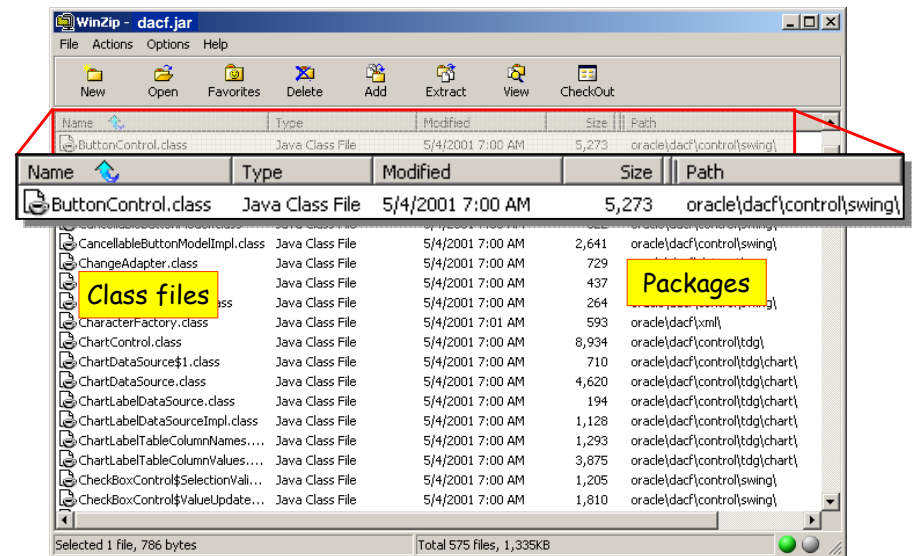 WinZip - dacf.jar
File Actions Options Help
New Open Favorites Delete Add Extract View CheckOut
Name Type Modified Size Path
ButtonControl.class Java Class File 5/4/2001 7:00 AM 5,273 oracle\dacf\control\swing\
Name Type Modified Size Path
ButtonControl.class Java Class File 5/4/2001 7:00 AM 5,273 oracle\dacf\control\swing\
CancellableButtonModelImpl.class Java Class File 5/4/2001 7:00 AM 2,641 oracle\dacf\control\swing\
ChangeAdapter.class Java Class File 5/4/2001 7:00 AM 729
Java Class File 5/4/2001 7:00 AM 437
Class files
Packages
Java Class File 5/4/2001 7:00 AM 264
CharacterFactory.class Java Class File 5/4/2001 7:01 AM 593 oracle\dacf\xml\
ChartControl.class Java Class File 5/4/2001 7:00 AM 8,934 oracle\dacf\control\tdg\
ChartDataSource$1.class Java Class File 5/4/2001 7:00 AM 710 oracle\dacf\control\tdg\chart\
ChartDataSource.class Java Class File 5/4/2001 7:00 AM 4,620 oracle\dacf\control\tdg\chart\
ChartLabelDataSource.class Java Class File 5/4/2001 7:00 AM 194 oracle\dacf\control\tdg\chart\
ChartLabelDataSourceImpl.class Java Class File 5/4/2001 7:00 AM 1,128 oracle\dacf\control\tdg\chart\
ChartLabelTableColumnNames.... Java Class File 5/4/2001 7:00 AM 1,293 oracle\dacf\control\tdg\chart\
ChartLabelTableColumnValues.... Java Class File 5/4/2001 7:00 AM 3,875 oracle\dacf\control\tdg\chart\
CheckBoxControl$SelectionVali... Java Class File 5/4/2001 7:00 AM 1,205 oracle\dacf\control\swing\
CheckBoxControl$ValueUpdate... Java Class File 5/4/2001 7:00 AM 1,810 oracle\dacf\control\swing\
Selected 1 file, 786 bytes Total 575 files, 1,335KB